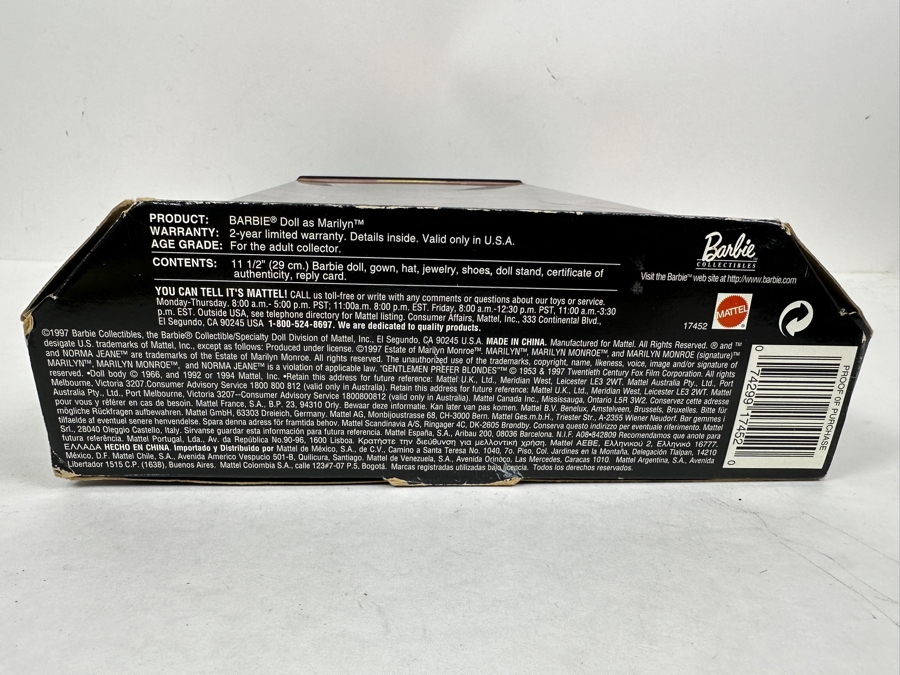 PRODUCT: BARBIE® Doll as Marilyn™
WARRANTY: 2-year limited warranty. Details inside. Valid only in U.S.A.
AGE GRADE: For the adult collector.
CONTENTS: 11 1/2" (29 cm.) Barbie doll, gown, hat, jewelry, shoes, doll stand, certificate of
authenticity, reply card.
YOU CAN TELL IT'S MATTEL! CALL us toll-free or write with any comments or questions about our toys or service.
Monday-Thursday. 8:00 a.m.- 5:00 p.m. PST; 11:00a.m. 8:00 p.m. EST. Friday, 8:00 a.m.-12:30 p.m. PST, 11:00 a.m.-3:30
p.m. EST. Outside USA, see telephone directory for Mattel listing. Consumer Affairs, Mattel, Inc., 333 Continental Blvd.,
El Segundo, CA 90245 USA 1-800-524-8697. We are dedicated to quality products.
Barbie
COLLECTIBLES
Visit the Barbie™ web site at http://www.barbie.com
MATTEL
17452
©1997 Barbie Collectibles, the Barbie® Collectible/Specialty Doll Division of Mattel, Inc., El Segundo, CA 90245 U.S.A. MADE IN CHINA. Manufactured for Mattel. All Rights Reserved. ® and ™
desigate U.S. trademarks of Mattel, Inc., except as follows: Produced under license. ©1997 Estate of Marilyn Monroe™. MARILYN™, MARILYN MONROE™, and MARILYN MONROE (signature)™
and NORMA JEANE™ are trademarks of the Estate of Marilyn Monroe. All rights reserved. The unauthorized use of the trademarks, copyright, name, likeness, voice, image and/or signature of
MARILYN™, MARILYN MONROE™, and NORMA JEAN™ is a violation of applicable law. "GENTLEMEN PREFER BLONDES"™ © 1953 & 1997 Twentieth Century Fox Film Corporation. All rights
reserved. •Doll body © 1966, and 1992 or 1994 Mattel, Inc. •Retain this address for future reference: Mattel U.K., Ltd., Meridian West, Leicester LE3 2WT. Mattel Australia Pty., Ltd., Port
Melbourne, Victoria 3207.Consumer Advisory Service 1800 800 812 (valid only in Australia). Retain this address for future reference: Mattel U.K., Ltd., Meridian West, Leicester LE3 2WT. Mattel
Australia Pty., Ltd., Port Melbourne, Victoria 3207–Consumer Advisory Service 1800800812 (valid only in Australia). Mattel Canada Inc., Mississauga, Ontario L5R 3W2. Conservez cette adresse
pour vous y référer en cas de besoin. Mattel France, S.A., B.P. 23, 94310 Orly. Bewaar deze informatie. Kan later van pas komen. Mattel B.V. Benelux, Amstelveen, Brussels, Bruxelles. Bitte für
mögliche Rückfragen aufbewahren. Mattel GmbH, 63303 Dreieich, Germany. Mattel AG, Monbijoustrasse 68, CH-3000 Bern. Mattel Ges.m.b.H., Triester Str., A-2355 Wiener Neudorf. Bør gemmes i
tilfælde af eventuel senere henvendelse. Spara denna adress för framtida behov. Mattel Scandinavia A/S, Ringager 4C, DK-2605 Brøndby. Conserva questo indirizzo per eventuale riferimento. Mattel
Srl., 28040 Oleggio Castello, Italy. Sírvanse guardar esta información para futura referencia. Mattel España, S.A., Aribau 200, 08036 Barcelona. N.I.F. A08-842809 Recomendamos que anote para
futura referência. Mattel Portugal, Lda., Av. da República No.90-96, 1600 Lisboa. Κρατήστε την διεύθυνση για μελλοντική χρήση. Mattel AEBE, Ελληνικού 2, Ελληνικό 16777.
ΕΛΛΑΔΑ HECHO EN CHINA. Importado y Distribuido por Mattel de México, S.A., de C.V., Camino a Santa Teresa No. 1040, 7o. Piso, Col. Jardines en la Montaña, Delegación Tlalpan, 14210
México, D.F. Mattel Chile, S.A., Avenida Americo Vespucio 501-B, Quilicura, Santiago. Mattel de Venezuela, S.A., Avenida Orinoco, Las Mercedes, Caracas 1010. Mattel Argentina, S.A., Avenida
Libertador 1515 C.P. (1638), Buenos Aires. Mattel Colombia S.A., calle 123#7-07 P.5, Bogotá. Marcas registradas utilizadas bajo licencia. Todos los derechos reservados.
0 74299 17452 0
PROOF OF PURCHASE